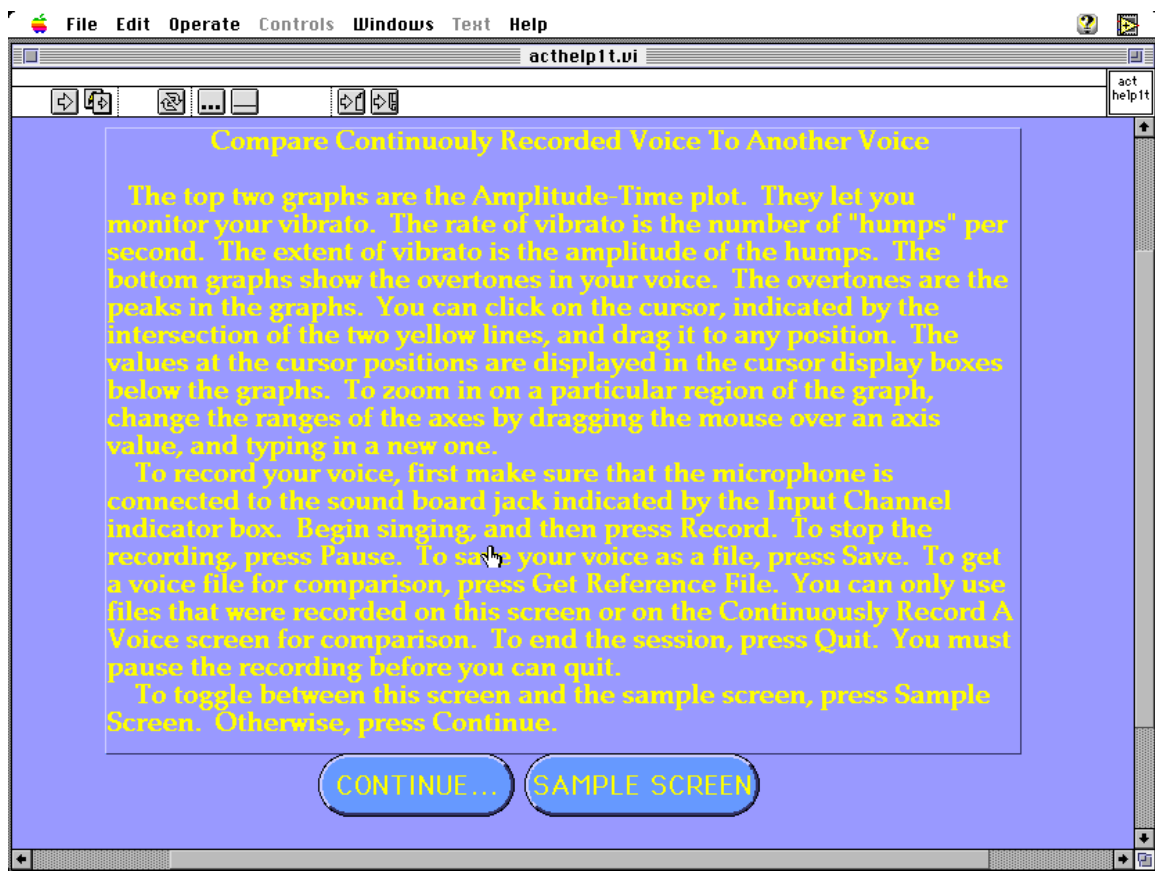 File Edit Operate Controls Windows Text Help
acthelp1t.vi
act
help1t
Compare Continuouly Recorded Voice To Another Voice
The top two graphs are the Amplitude-Time plot. They let you
monitor your vibrato. The rate of vibrato is the number of "humps" per
second. The extent of vibrato is the amplitude of the humps. The
bottom graphs show the overtones in your voice. The overtones are the
peaks in the graphs. You can click on the cursor, indicated by the
intersection of the two yellow lines, and drag it to any position. The
values at the cursor positions are displayed in the cursor display boxes
below the graphs. To zoom in on a particular region of the graph,
change the ranges of the axes by dragging the mouse over an axis
value, and typing in a new one.
To record your voice, first make sure that the microphone is
connected to the sound board jack indicated by the Input Channel
indicator box. Begin singing, and then press Record. To stop the
recording, press Pause. To save your voice as a file, press Save. To get
a voice file for comparison, press Get Reference File. You can only use
files that were recorded on this screen or on the Continuously Record A
Voice screen for comparison. To end the session, press Quit. You must
pause the recording before you can quit.
To toggle between this screen and the sample screen, press Sample
Screen. Otherwise, press Continue.
CONTINUE... SAMPLE SCREEN